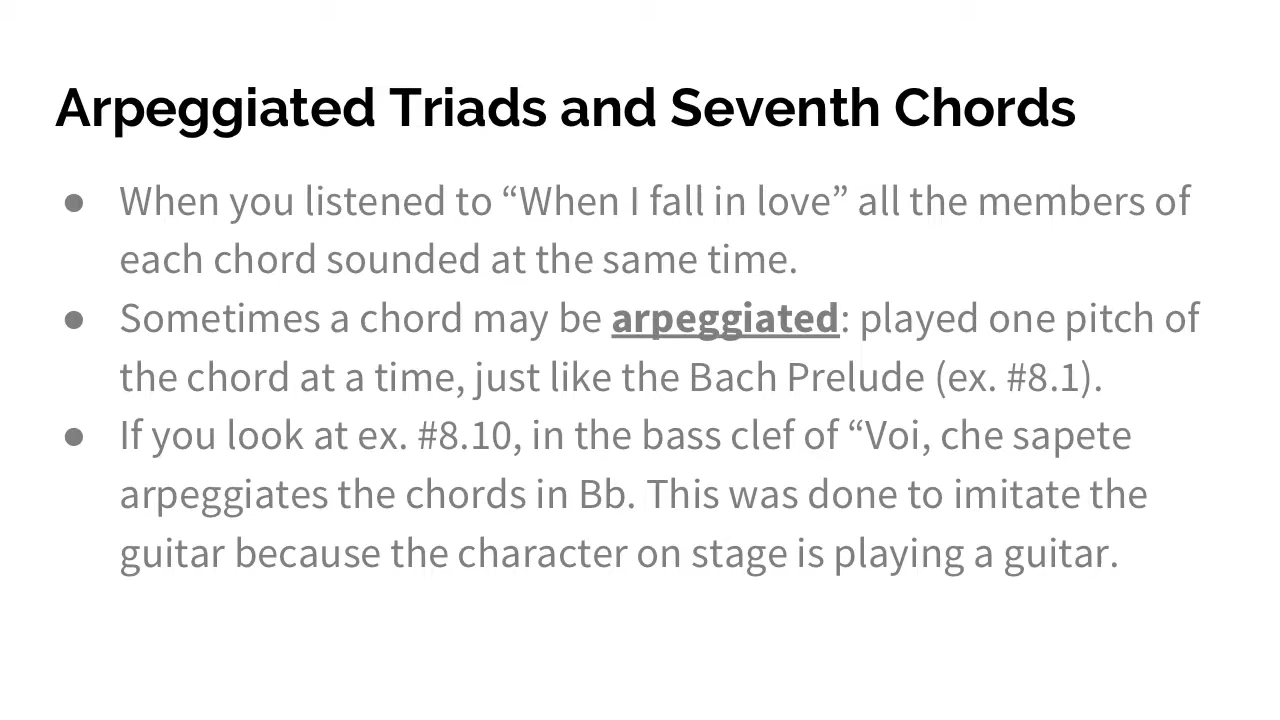 Arpeggiated Triads and Seventh Chords
● When you listened to “When I fall in love” all the members of
each chord sounded at the same time.
● Sometimes a chord may be arpeggiated: played one pitch of
the chord at a time, just like the Bach Prelude (ex. #8.1).
● If you look at ex. #8.10, in the bass clef of “Voi, che sapete
arpeggiates the chords in Bb. This was done to imitate the
guitar because the character on stage is playing a guitar.